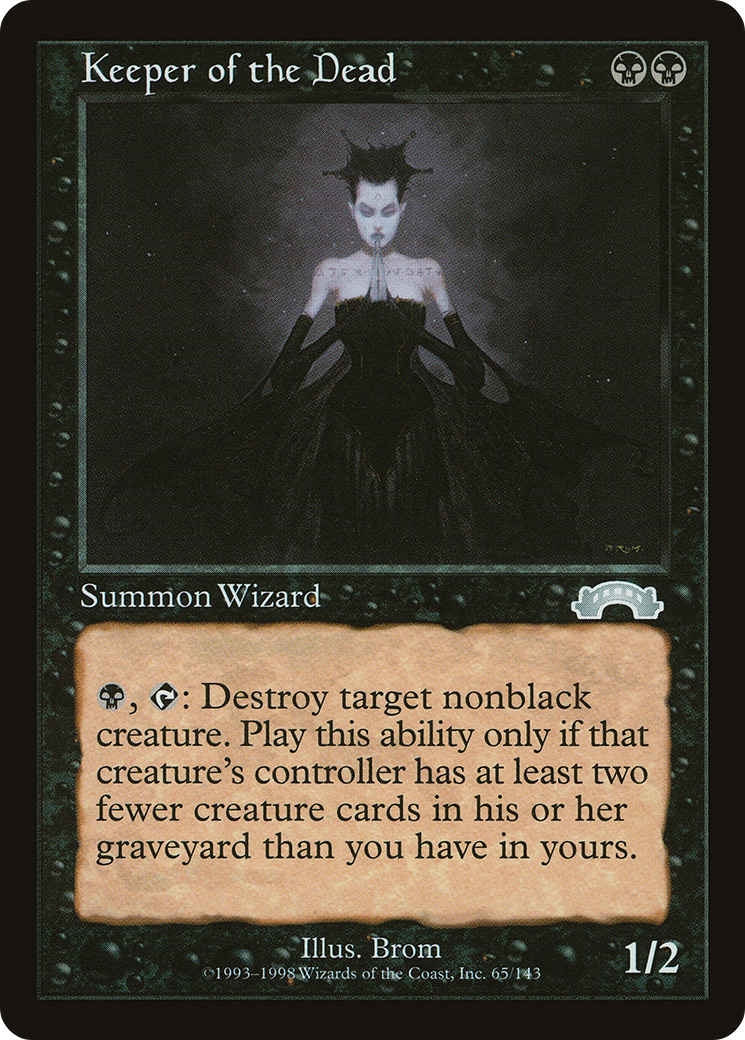 Keeper of the Dead
BROM.
Summon Wizard
, : Destroy target nonblack
creature. Play this ability only if that
creature's controller has at least two
fewer creature cards in his or her
graveyard than you have in yours.
Illus. Brom
©1993–1998 Wizards of the Coast, Inc. 65/143
1/2